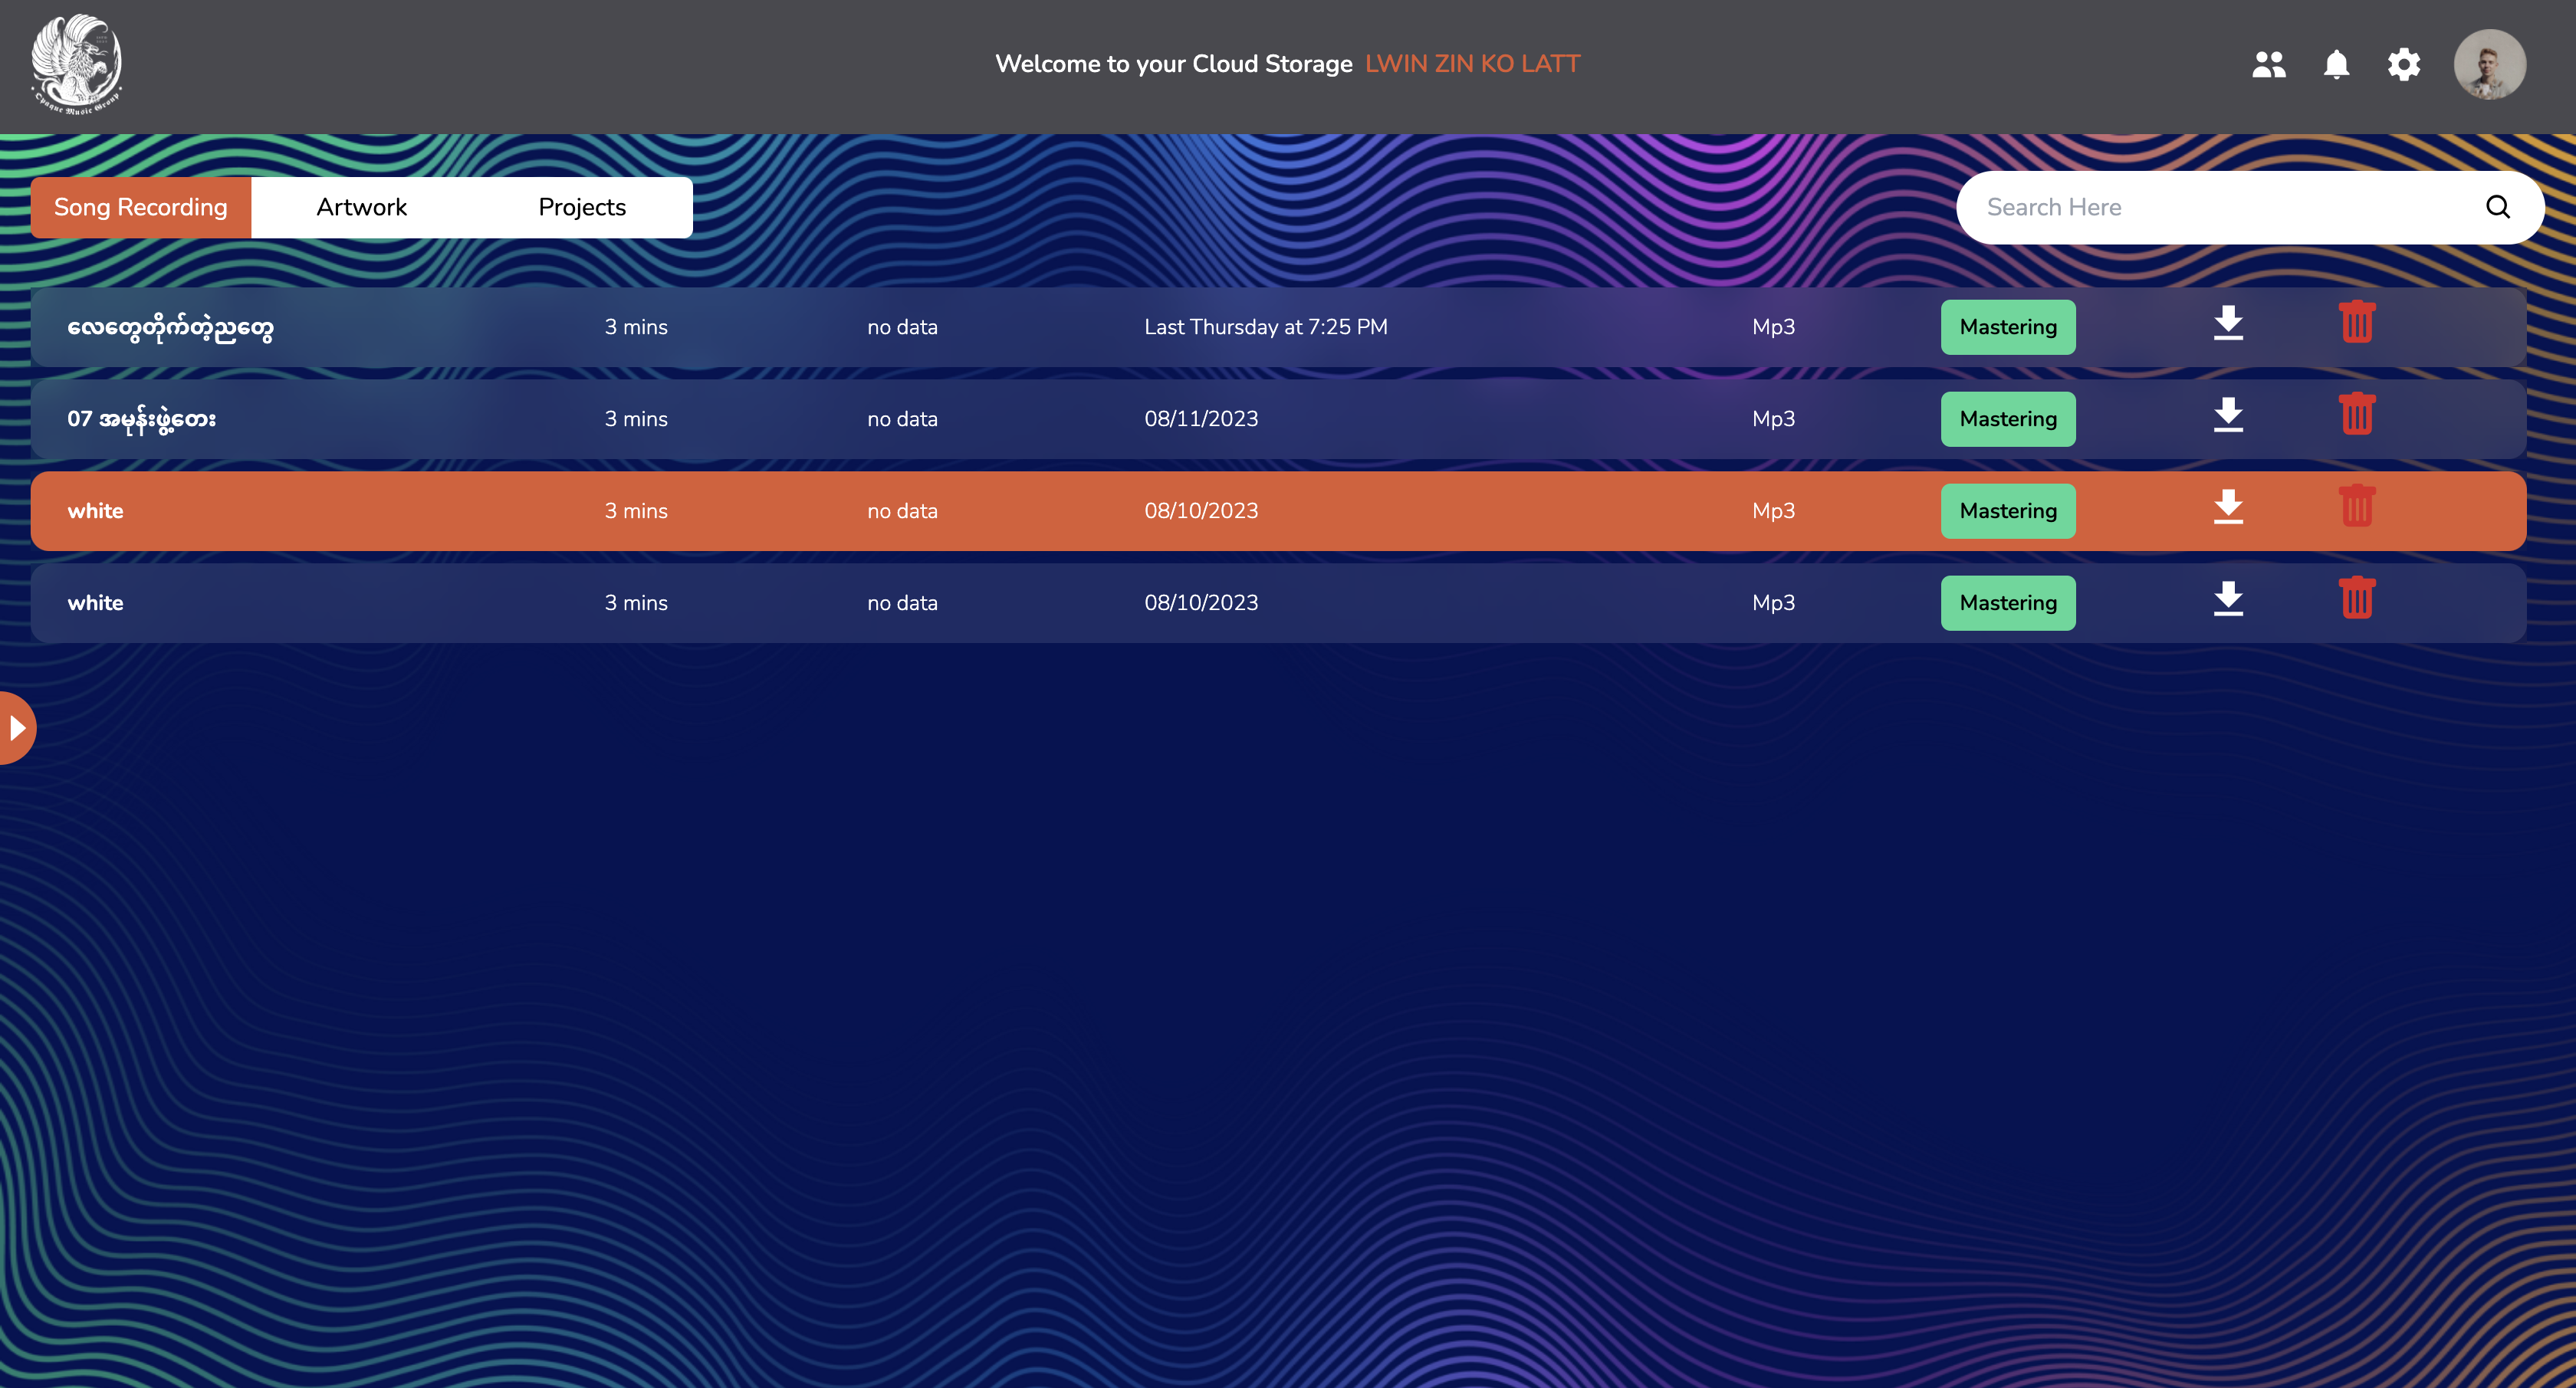 Opaque Music Group
Welcome to your Cloud Storage LWIN ZIN KO LATT
Song Recording Artwork Projects
Search Here
လေတွေတိုက်တဲ့ညတွေ 3 mins no data Last Thursday at 7:25 PM Mp3 Mastering
07 အမုန်းဖွဲ့တေး 3 mins no data 08/11/2023 Mp3 Mastering
white 3 mins no data 08/10/2023 Mp3 Mastering
white 3 mins no data 08/10/2023 Mp3 Mastering